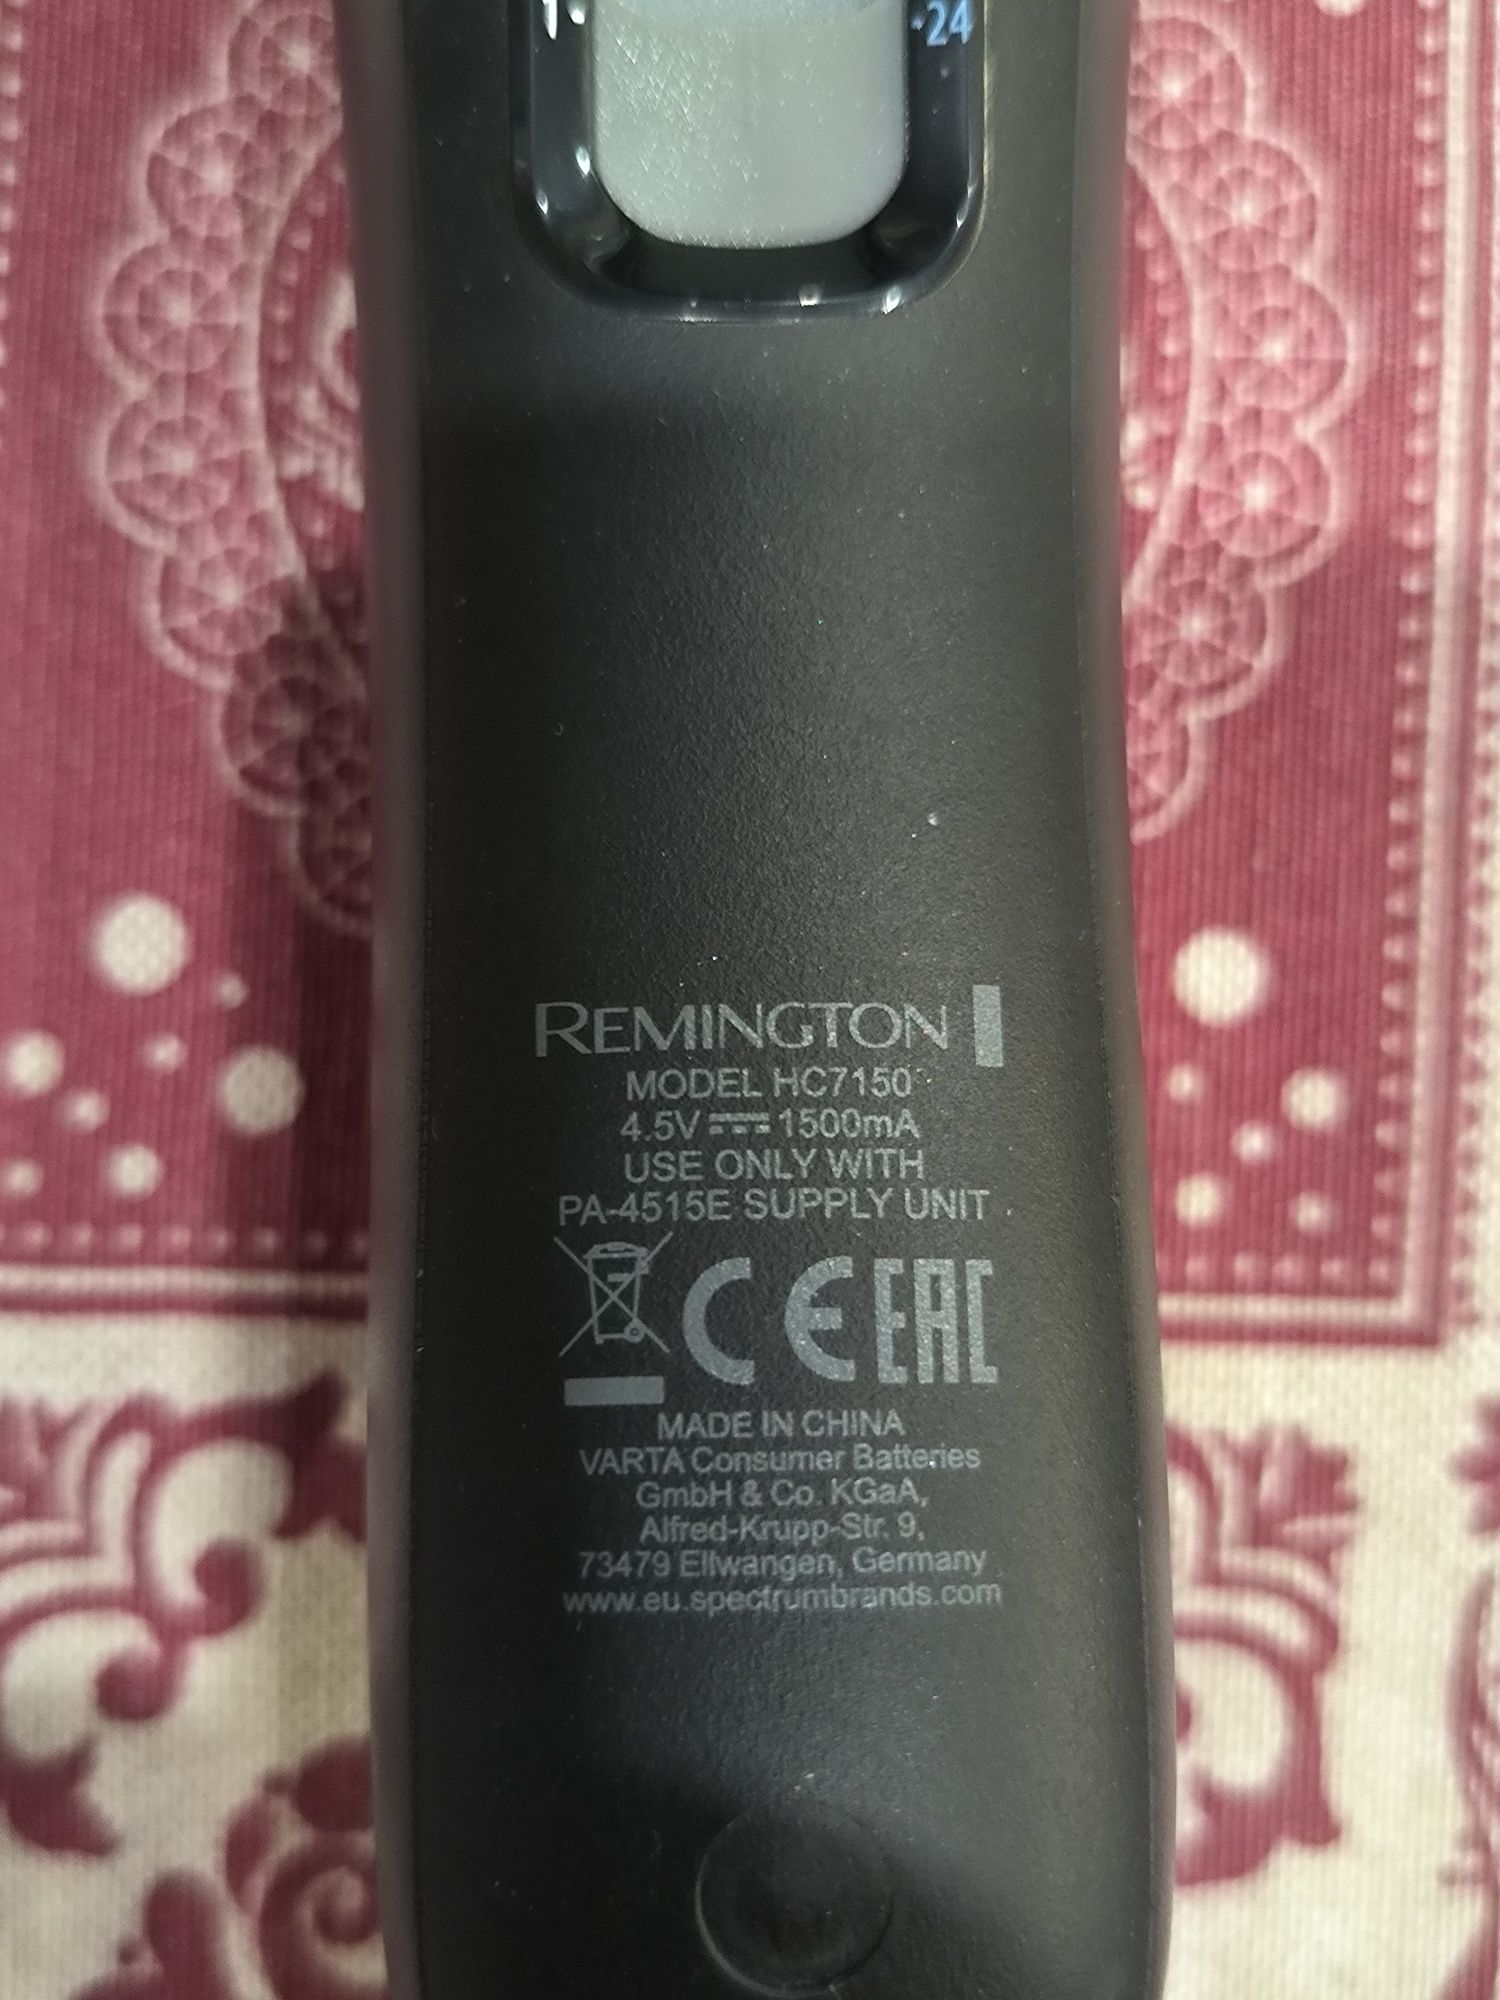 1
24
REMINGTON
MODEL HC7150
4.5V ⎓ 1500mA
USE ONLY WITH
PA-4515E SUPPLY UNIT
CE EAC
MADE IN CHINA
VARTA Consumer Batteries
GmbH & Co. KGaA,
Alfred-Krupp-Str. 9,
73479 Ellwangen, Germany
www.eu.spectrumbrands.com